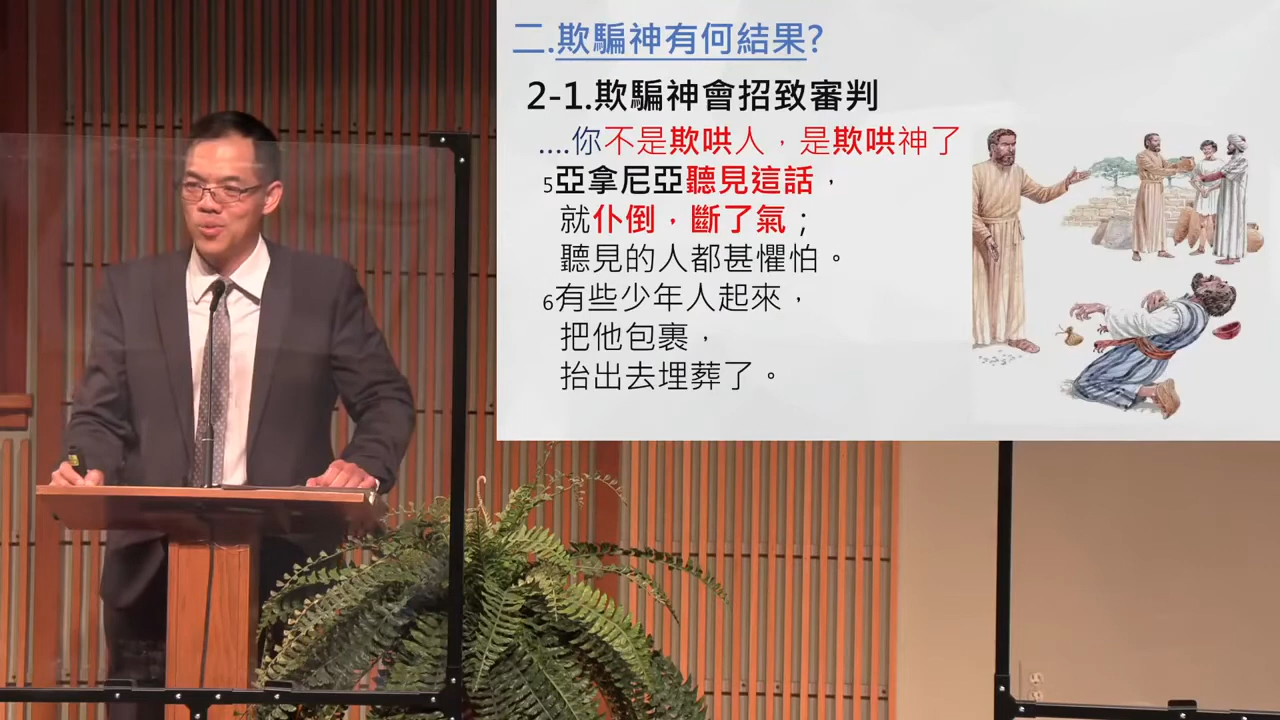 二.欺騙神有何結果?
2-1.欺騙神會招致審判
....你不是欺哄人，是欺哄神了
5亞拿尼亞聽見這話，
就仆倒，斷了氣；
聽見的人都甚懼怕。
6有些少年人起來，
把他包裹，
抬出去埋葬了。